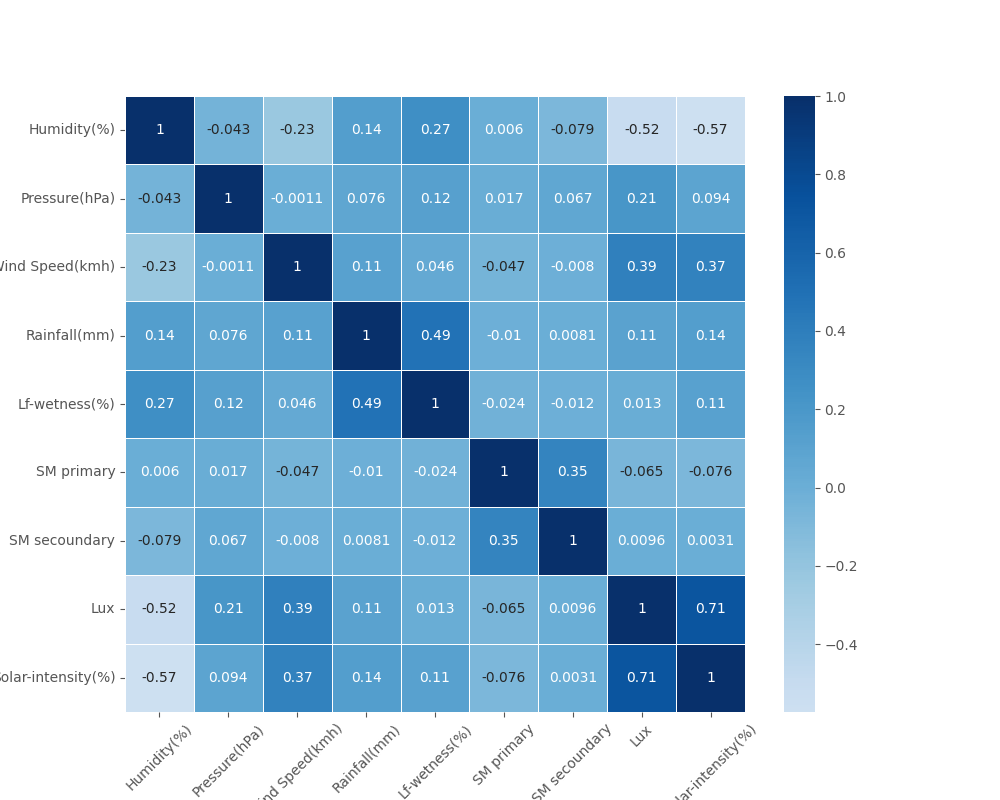 Humidity(%) 1 -0.043 -0.23 0.14 0.27 0.006 -0.079 -0.52 -0.57
Pressure(hPa) -0.043 1 -0.0011 0.076 0.12 0.017 0.067 0.21 0.094
Wind Speed(kmh) -0.23 -0.0011 1 0.11 0.046 -0.047 -0.008 0.39 0.37
Rainfall(mm) 0.14 0.076 0.11 1 0.49 -0.01 0.0081 0.11 0.14
Lf-wetness(%) 0.27 0.12 0.046 0.49 1 -0.024 -0.012 0.013 0.11
SM primary 0.006 0.017 -0.047 -0.01 -0.024 1 0.35 -0.065 -0.076
SM secoundary -0.079 0.067 -0.008 0.0081 -0.012 0.35 1 0.0096 0.0031
Lux -0.52 0.21 0.39 0.11 0.013 -0.065 0.0096 1 0.71
olar-intensity(%) -0.57 0.094 0.37 0.14 0.11 -0.076 0.0031 0.71 1
Humidity(%)
Pressure(hPa)
nd Speed(kmh)
Rainfall(mm)
Lf-wetness(%)
SM primary
SM secoundary
Lux
lar-intensity(%)
1.0
0.8
0.6
0.4
0.2
0.0
−0.2
−0.4